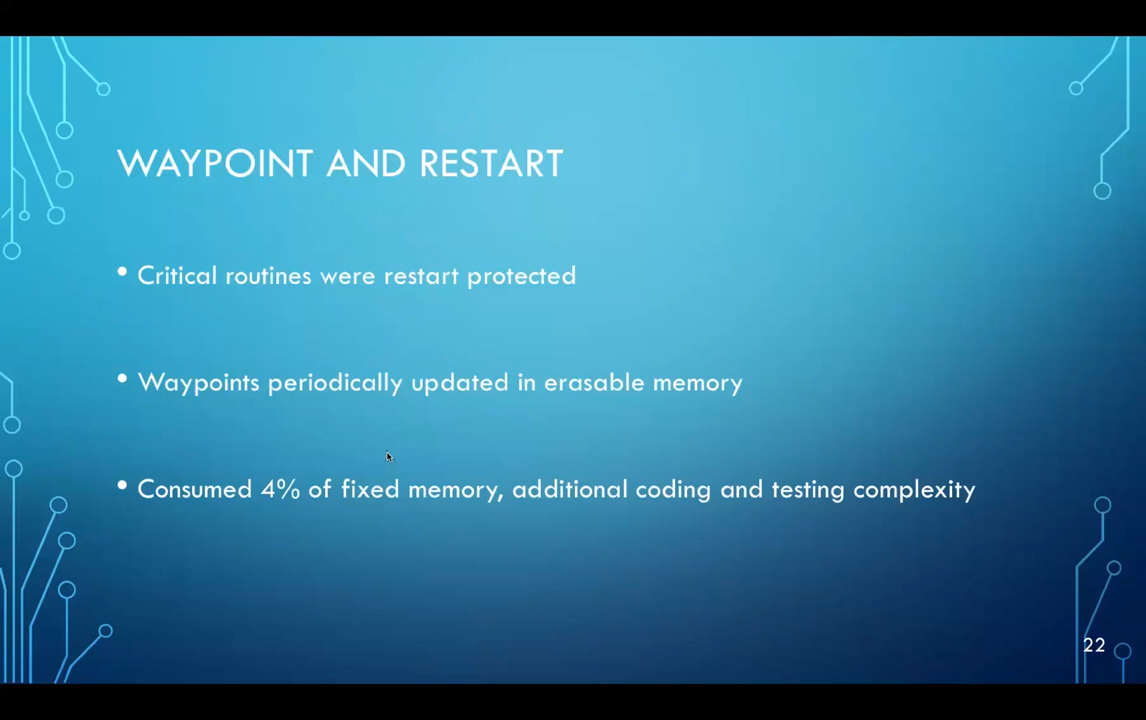 WAYPOINT AND RESTART
• Critical routines were restart protected
• Waypoints periodically updated in erasable memory
• Consumed 4% of fixed memory, additional coding and testing complexity
22